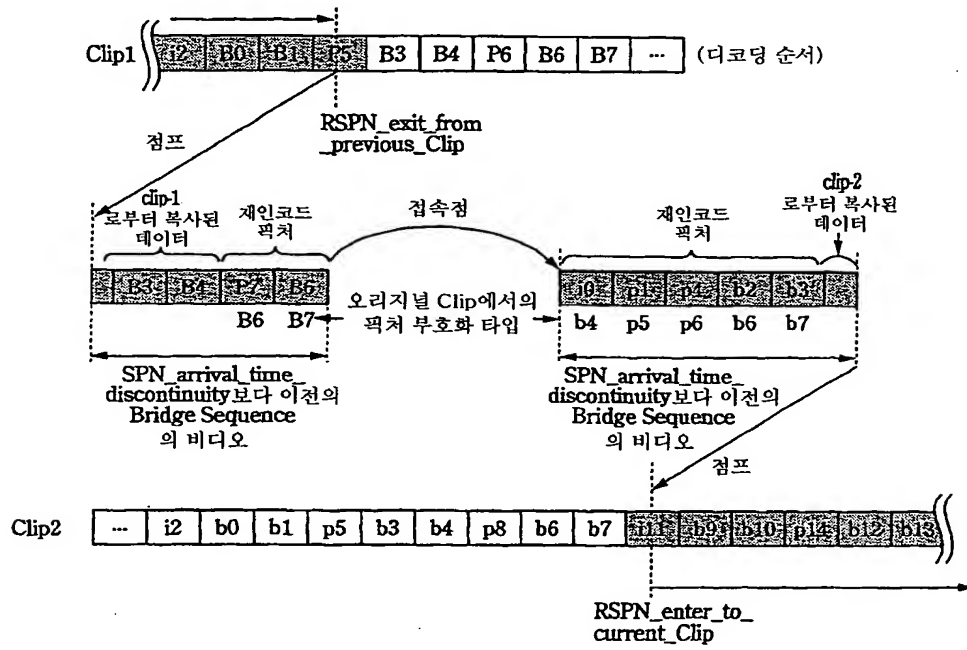 Clip1 i2 B0 B1 P5 B3 B4 P6 B6 B7 ... (디코딩 순서)
점프
RSPN_exit_from
_previous_Clip
clip-1
로부터 복사된
데이터
재인코드
픽처
접속점
재인코드
픽처
clip-2
로부터 복사된
데이터
B3 B4 P7 B6
B6 B7
오리지널 Clip에서의
픽처 부호화 타입
i0 p1 p4 b2 b3
b4 p5 p6 b6 b7
SPN_arrival_time_
discontinuity보다 이전의
Bridge Sequence
의 비디오
SPN_arrival_time_
discontinuity보다 이전의
Bridge Sequence
의 비디오
점프
Clip2 ... i2 b0 b1 p5 b3 b4 p8 b6 b7 i11 b9 b10 p14 b12 b13
RSPN_enter_to_
current_Clip